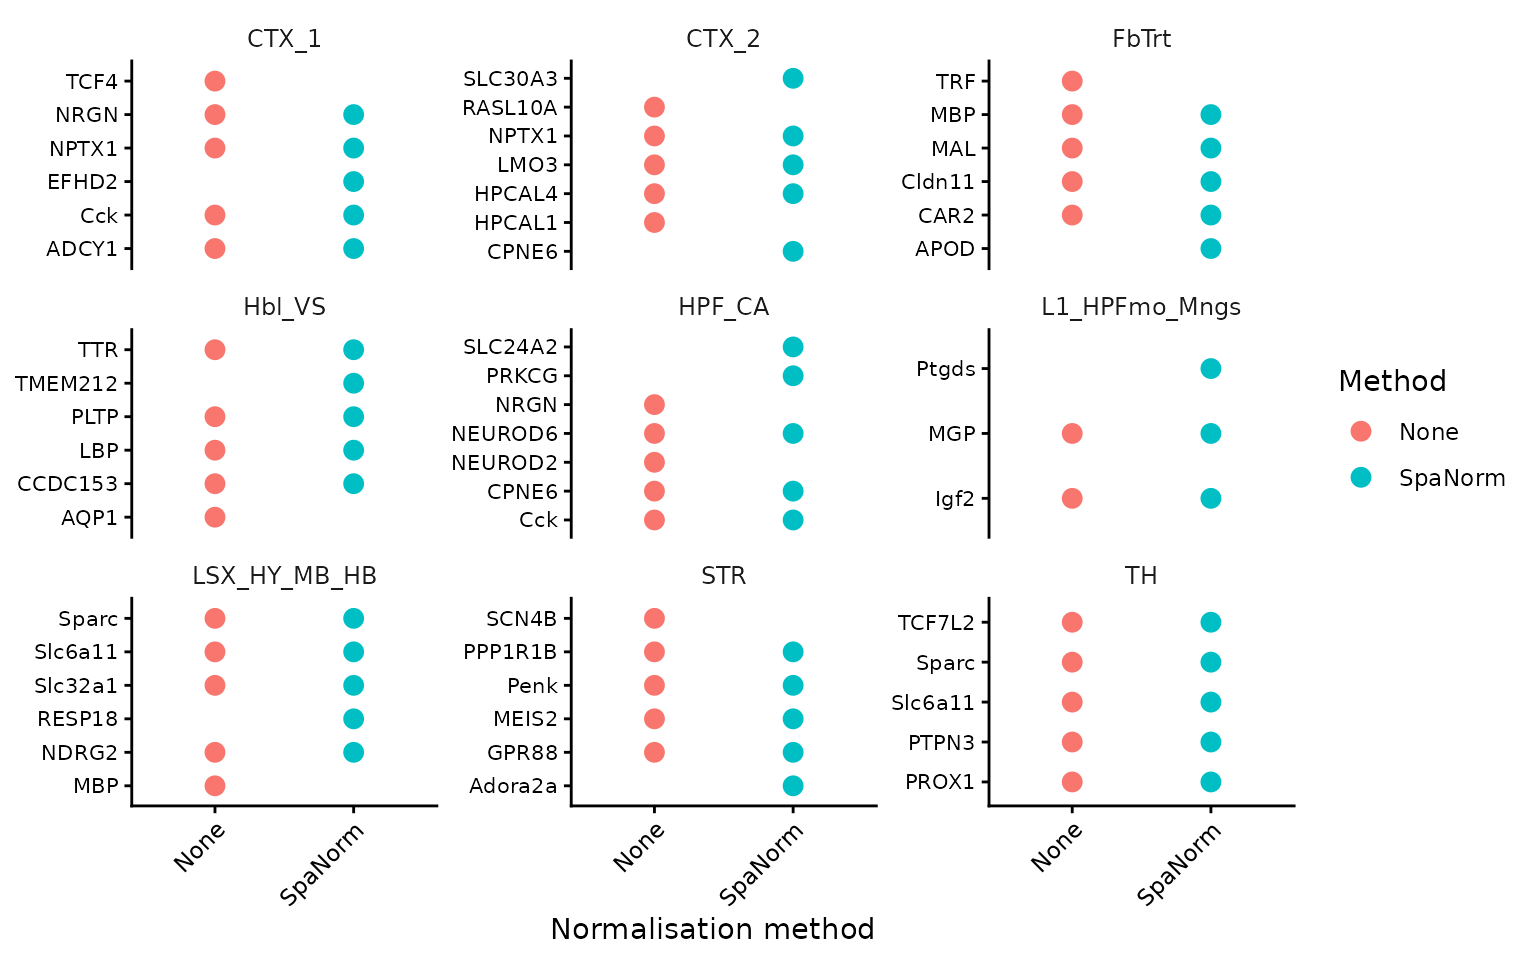 CTX_1
TCF4
NRGN
NPTX1
EFHD2
Cck
ADCY1
CTX_2
SLC30A3
RASL10A
NPTX1
LMO3
HPCAL4
HPCAL1
CPNE6
FbTrt
TRF
MBP
MAL
Cldn11
CAR2
APOD
Hbl_VS
TTR
TMEM212
PLTP
LBP
CCDC153
AQP1
HPF_CA
SLC24A2
PRKCG
NRGN
NEUROD6
NEUROD2
CPNE6
Cck
L1_HPFmo_Mngs
Ptgds
MGP
Igf2
LSX_HY_MB_HB
Sparc
Slc6a11
Slc32a1
RESP18
NDRG2
MBP
None
SpaNorm
STR
SCN4B
PPP1R1B
Penk
MEIS2
GPR88
Adora2a
None
SpaNorm
TH
TCF7L2
Sparc
Slc6a11
PTPN3
PROX1
None
SpaNorm
Normalisation method
Method
None
SpaNorm